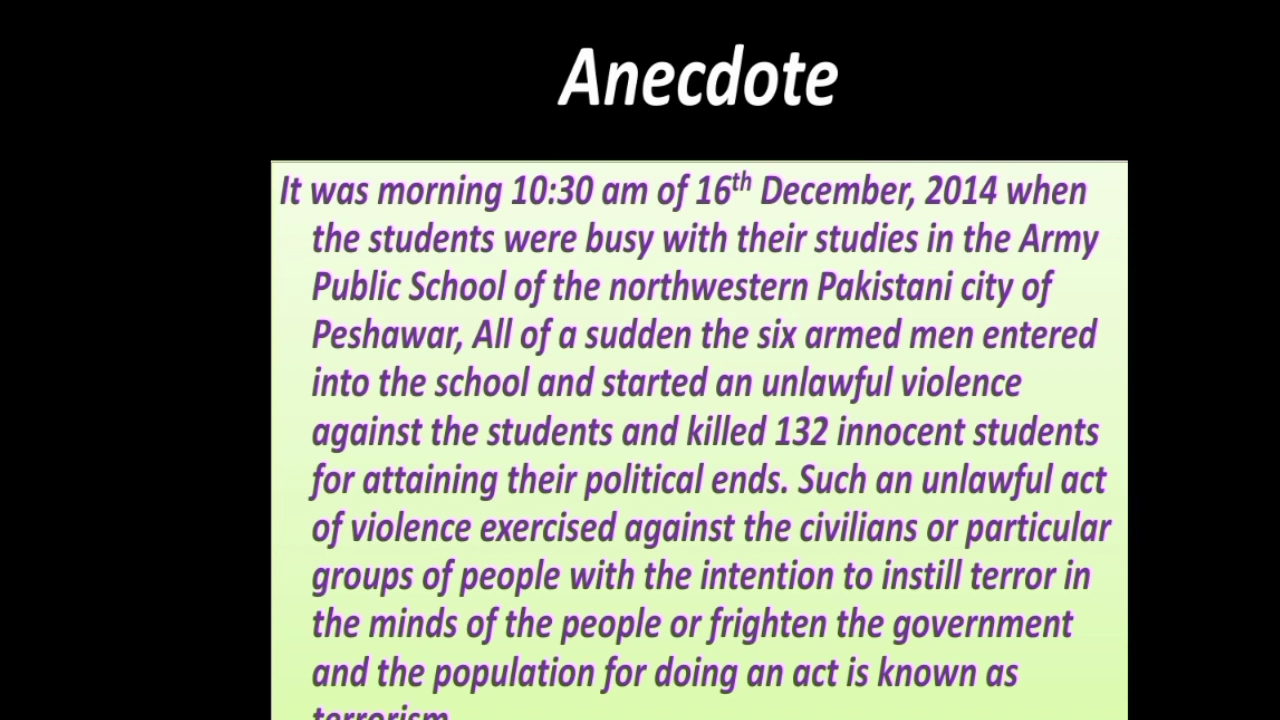 Anecdote
It was morning 10:30 am of 16th December, 2014 when
the students were busy with their studies in the Army
Public School of the northwestern Pakistani city of
Peshawar, All of a sudden the six armed men entered
into the school and started an unlawful violence
against the students and killed 132 innocent students
for attaining their political ends. Such an unlawful act
of violence exercised against the civilians or particular
groups of people with the intention to instill terror in
the minds of the people or frighten the government
and the population for doing an act is known as
terrorism